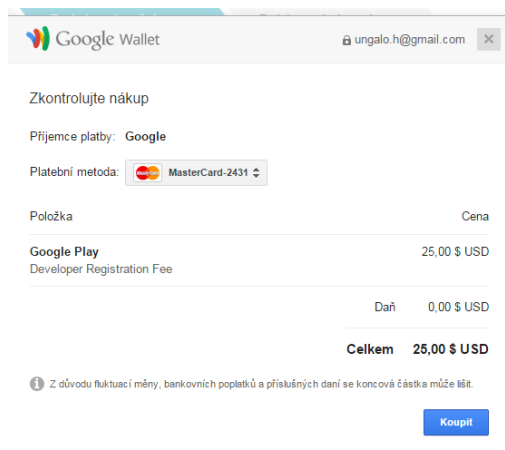 Google Wallet
ungalo.h@gmail.com
Zkontrolujte nákup
Příjemce platby: Google
Platební metoda: MasterCard MasterCard-2431
Položka Cena
Google Play 25,00 $ USD
Developer Registration Fee
Daň 0,00 $ USD
Celkem 25,00 $ USD
Z důvodu fluktuací měny, bankovních poplatků a příslušných daní se koncová částka může lišit.
Koupit